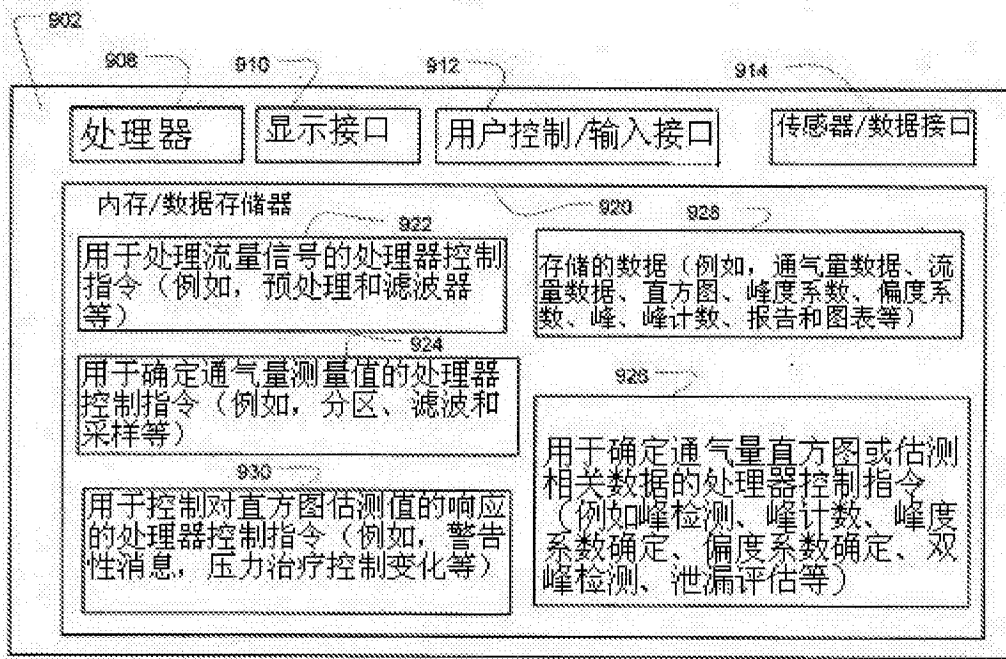 902
908
910
912
914
处理器
显示接口
用户控制/输入接口
传感器/数据接口
内存/数据存储器
920
922
用于处理流量信号的处理器控制
指令（例如，预处理和滤波器
等）
928
存储的数据（例如，通气量数据、流
量数据、直方图、峰度系数、偏度系
数、峰、峰计数、报告和图表等）
924
用于确定通气量测量值的处理器
控制指令（例如，分区、滤波和
采样等）
926
用于确定通气量直方图或估测
相关数据的处理器控制指令
（例如峰检测、峰计数、峰度
系数确定、偏度系数确定、双
峰检测、泄漏评估等）
930
用于控制对直方图估测值的响应
的处理器控制指令（例如，警告
性消息，压力治疗控制变化等）